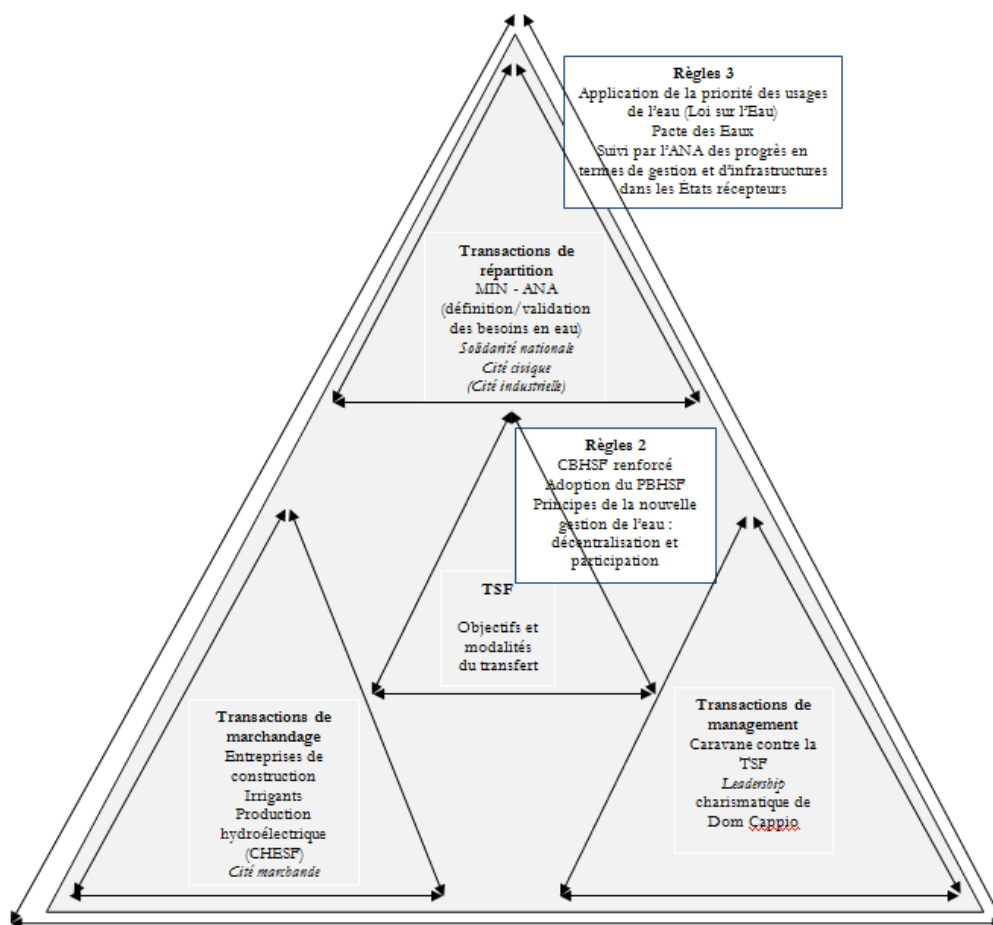 Règles 3
Application de la priorité des usages
de l'eau (Loi sur l'Eau)
Pacte des Eaux
Suivi par l'ANA des progrès en
termes de gestion et d'infrastructures
dans les Ètats récepteurs
Transactions de
répartition
MIN - ANA
(définition/validation
des besoins en eau)
Solidarité nationale
Cité civique
(Cité industrielle)
Règles 2
CBHSF renforcé
Adoption du PBHSF
Principes de la nouvelle
gestion de l'eau :
décentralisation et
participation
TSF
Objectifs et
modalités
du transfert
Transactions de
marchandage
Entreprises de
construction
Irrigants
Production
hydroélectrique
(CHESF)
Cité marchande
Transactions de
management
Caravane contre la
TSF
Leadership
charismatique de
Dom Cappio